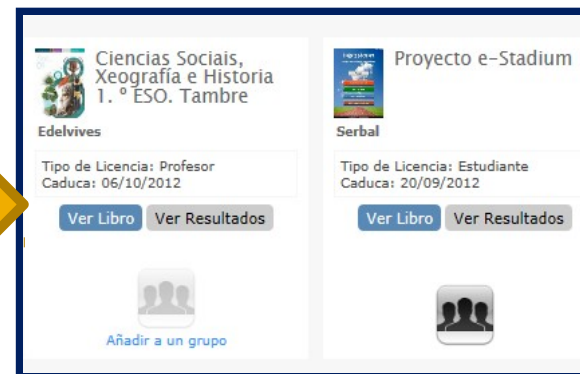 Ciencias Sociais,
Xeografía e Historia
1. º ESO. Tambre
Edelvives
Tipo de Licencia: Profesor
Caduca: 06/10/2012
Ver Libro
Ver Resultados
Añadir a un grupo
Proyecto e-Stadium
Serbal
Tipo de Licencia: Estudiante
Caduca: 20/09/2012
Ver Libro
Ver Resultados